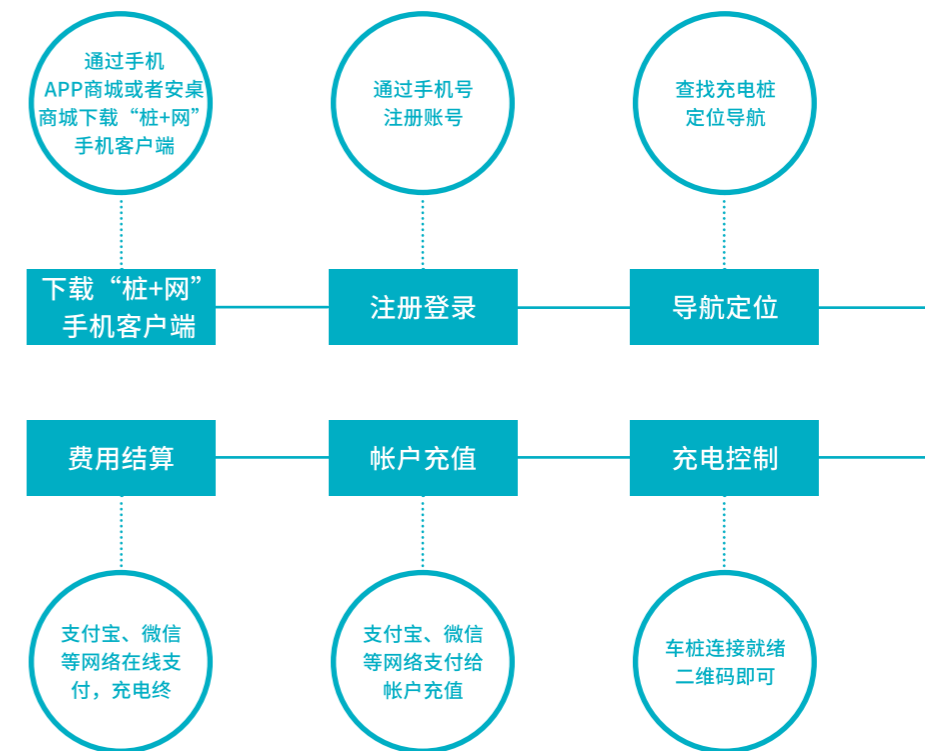 通过手机
APP商城或者安桌
商城下载“桩+网”
手机客户端
通过手机号
注册账号
查找充电桩
定位导航
下载“桩+网”
手机客户端
注册登录
导航定位
费用结算
帐户充值
充电控制
支付宝、微信
等网络在线支
付，充电终
支付宝、微信
等网络支付给
帐户充值
车桩连接就绪
二维码即可